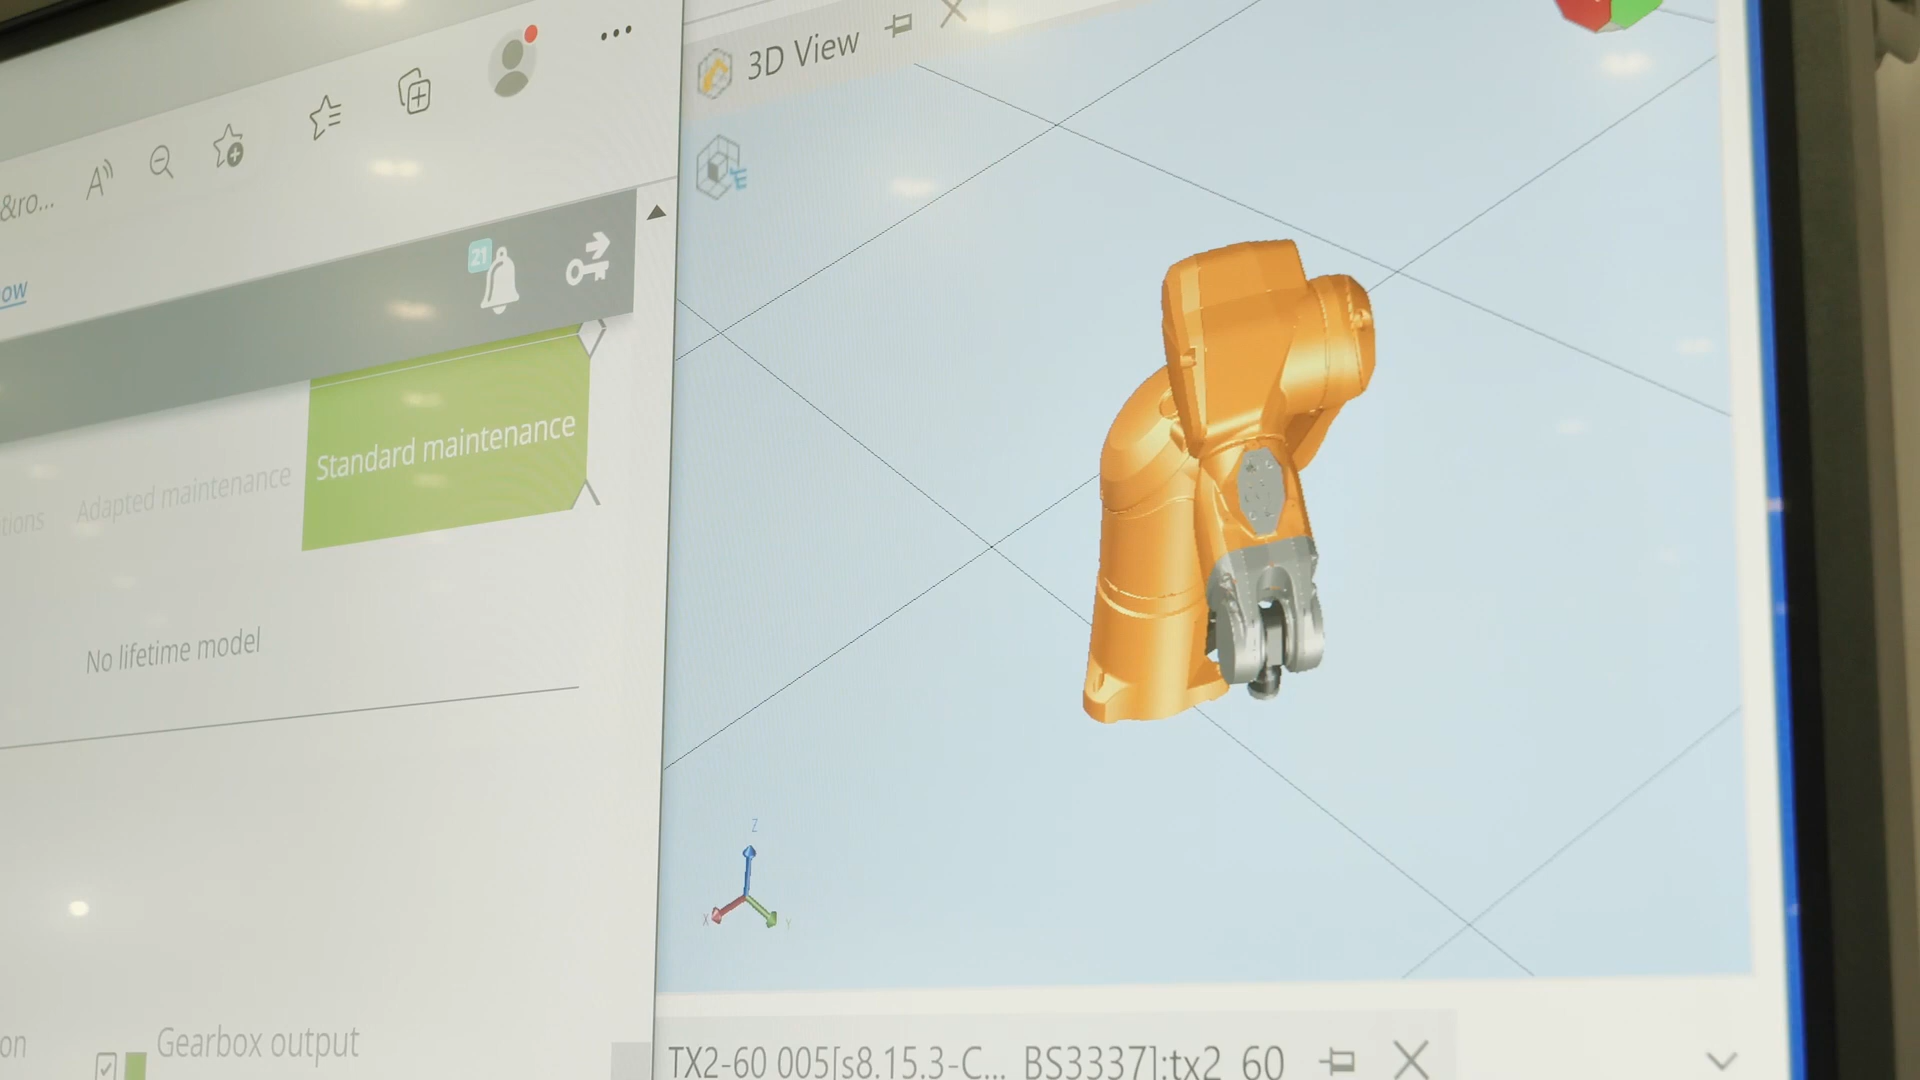 3D View
&ro...
A
ow
21
Standard maintenance
Adapted maintenance
tions
No lifetime model
Z
X
Y
on
Gearbox output
TX2-60 005[s8.15.3-C... BS3337]:tx2_60